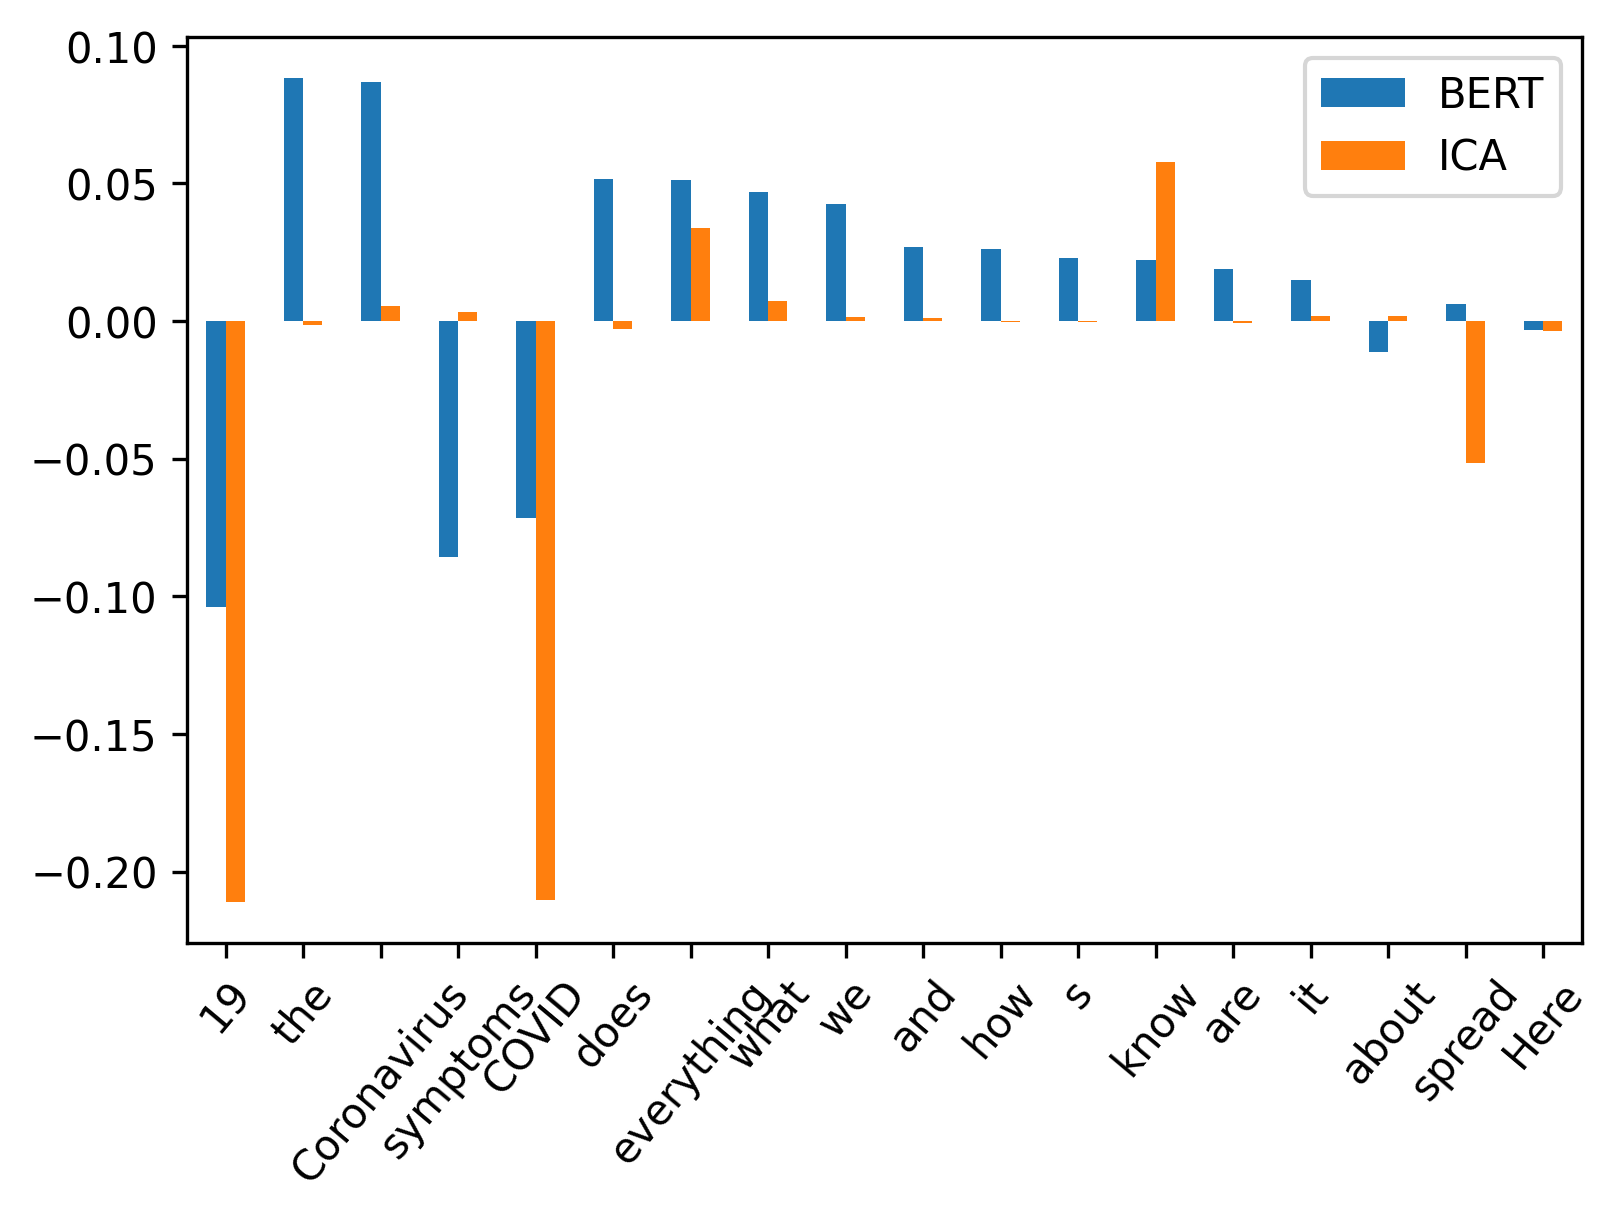 0.10
0.05
0.00
−0.05
−0.10
−0.15
−0.20
BERT
ICA
19
the
Coronavirus
symptoms
COVID
does
everything
what
we
and
how
s
know
are
it
about
spread
Here